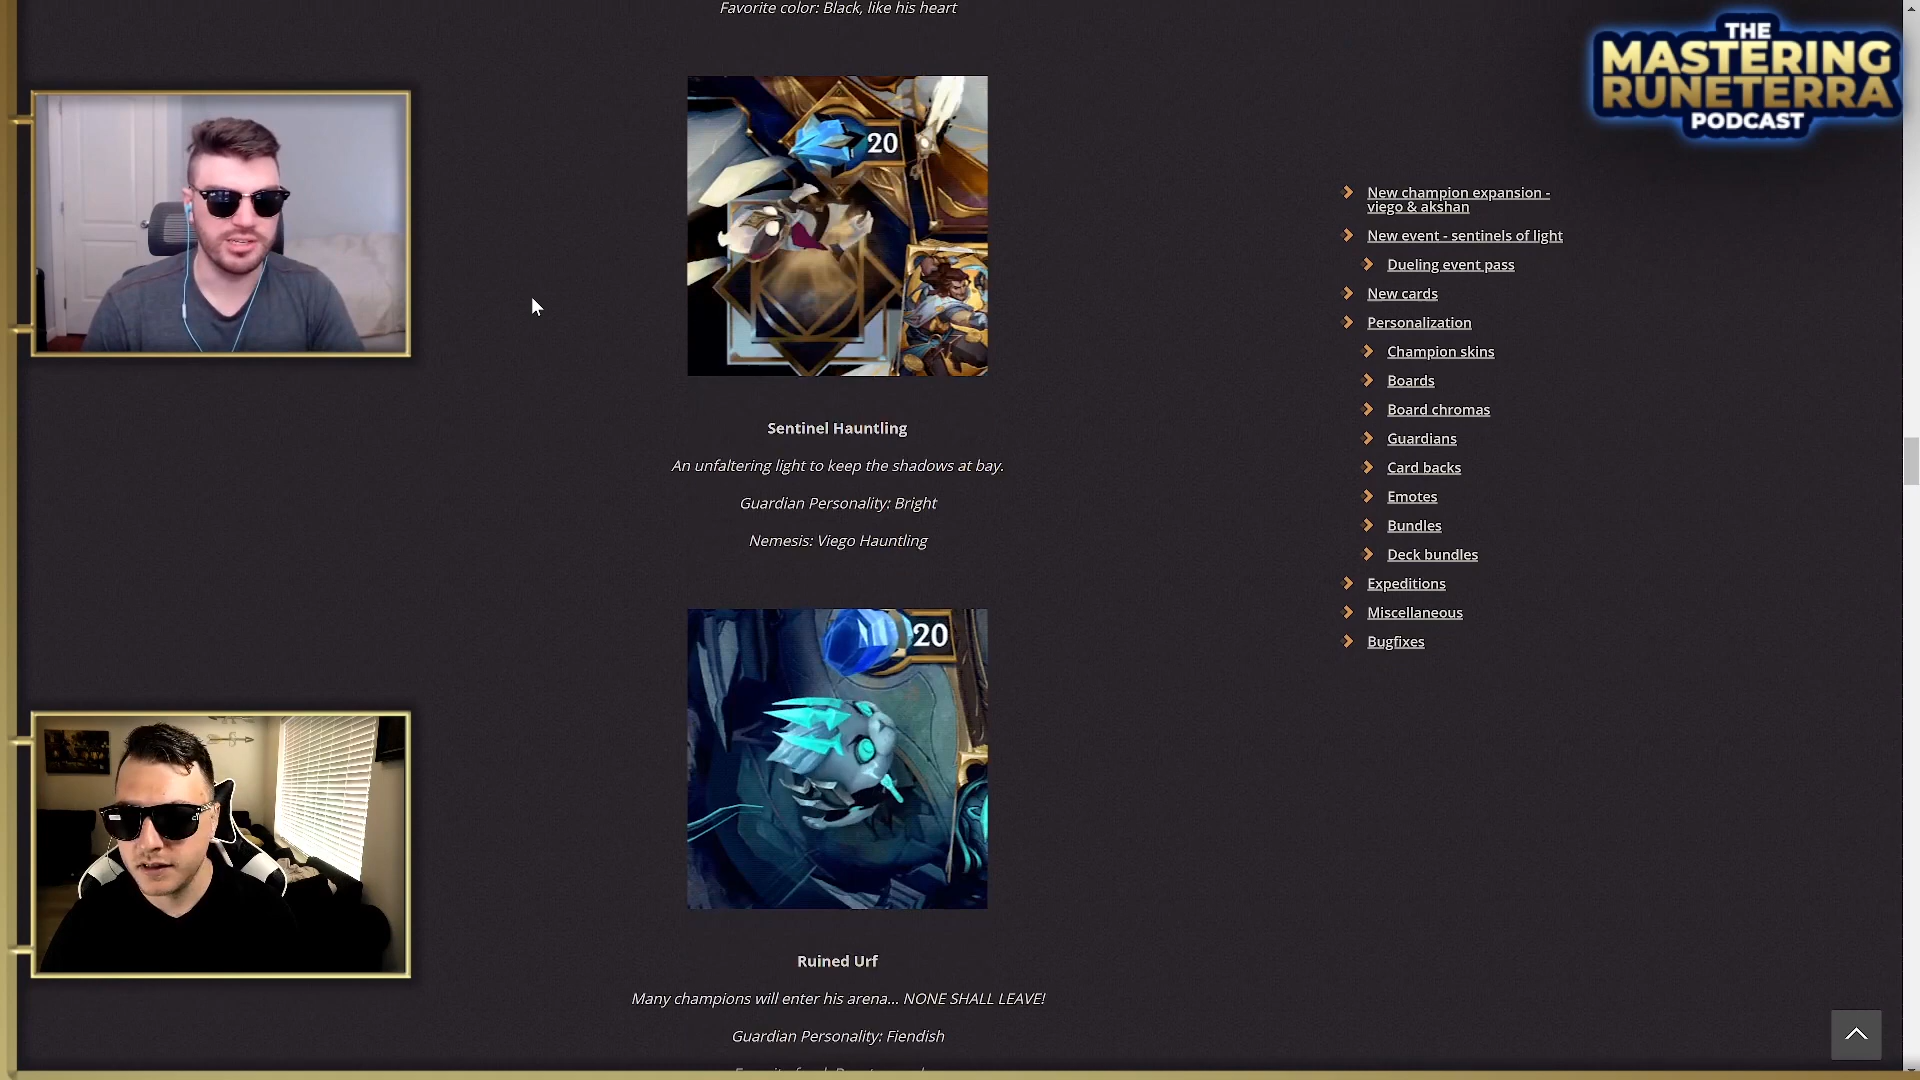 Favorite color: Black, like his heart
THE
MASTERING
RUNETERRA
PODCAST
20
Sentinel Hauntling
An unfaltering light to keep the shadows at bay.
Guardian Personality: Bright
Nemesis: Viego Hauntling
20
Ruined Urf
Many champions will enter his arena... NONE SHALL LEAVE!
Guardian Personality: Fiendish
New champion expansion -
viego & akshan
New event - sentinels of light
Dueling event pass
New cards
Personalization
Champion skins
Boards
Board chromas
Guardians
Card backs
Emotes
Bundles
Deck bundles
Expeditions
Miscellaneous
Bugfixes